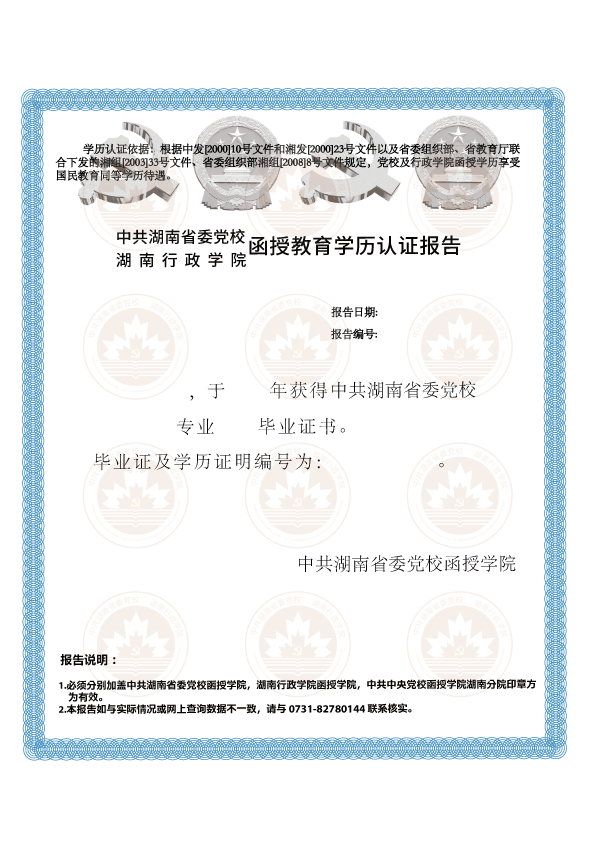 学历认证依据：根据中发[2000]10号文件和湘发[2000]23号文件以及省委组织部、省教育厅联
合下发的湘组[2003]33号文件、省委组织部湘组[2008]8号文件规定，党校及行政学院函授学历享受
国民教育同等学历待遇。
中共湖南省委党校
湖南行政学院
函授教育学历认证报告
报告日期:
报告编号:
，于 年获得中共湖南省委党校
专业 毕业证书。
毕业证及学历证明编号为： 。
中共湖南省委党校函授学院
报告说明：
1.必须分别加盖中共湖南省委党校函授学院，湖南行政学院函授学院，中共中央党校函授学院湖南分院印章方
为有效。
2.本报告如与实际情况或网上查询数据不一致，请与 0731-82780144 联系核实。